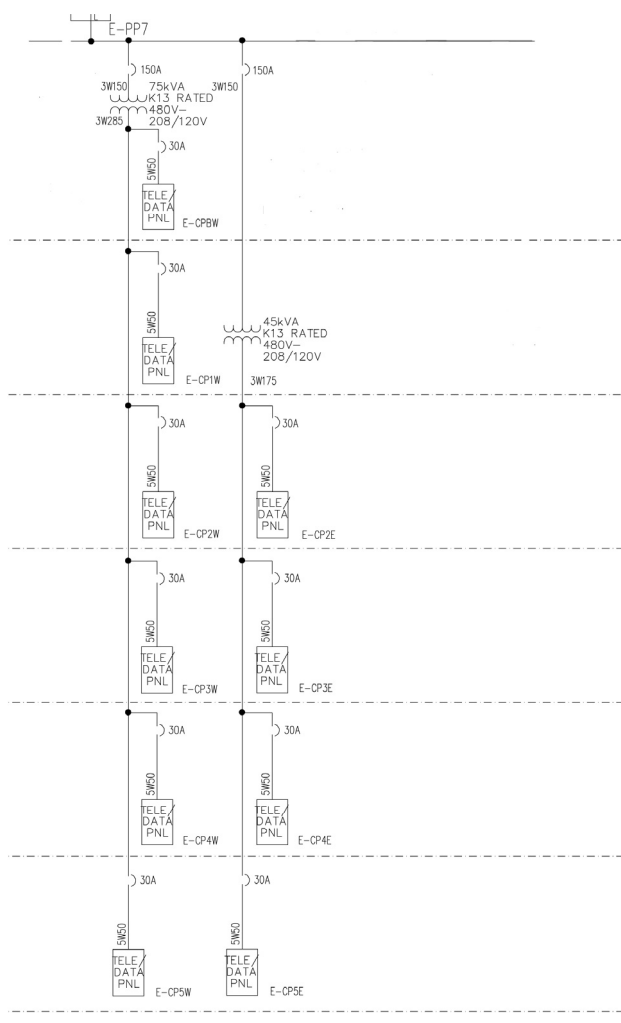 E-PP7
150A
150A
3W150
75kVA
3W150
K13 RATED
480V-
3W285
208/120V
30A
5W50
TELE/
DATA
PNL
E-CPBW
30A
5W50
TELE/
DATA
PNL
E-CP1W
45kVA
K13 RATED
480V-
208/120V
3W175
30A
30A
5W50
5W50
TELE/
DATA
PNL
E-CP2W
TELE/
DATA
PNL
E-CP2E
30A
30A
5W50
5W50
TELE/
DATA
PNL
E-CP3W
TELE/
DATA
PNL
E-CP3E
30A
30A
5W50
5W50
TELE/
DATA
PNL
E-CP4W
TELE/
DATA
PNL
E-CP4E
30A
30A
5W50
5W50
TELE/
DATA
PNL
E-CP5W
TELE/
DATA
PNL
E-CP5E